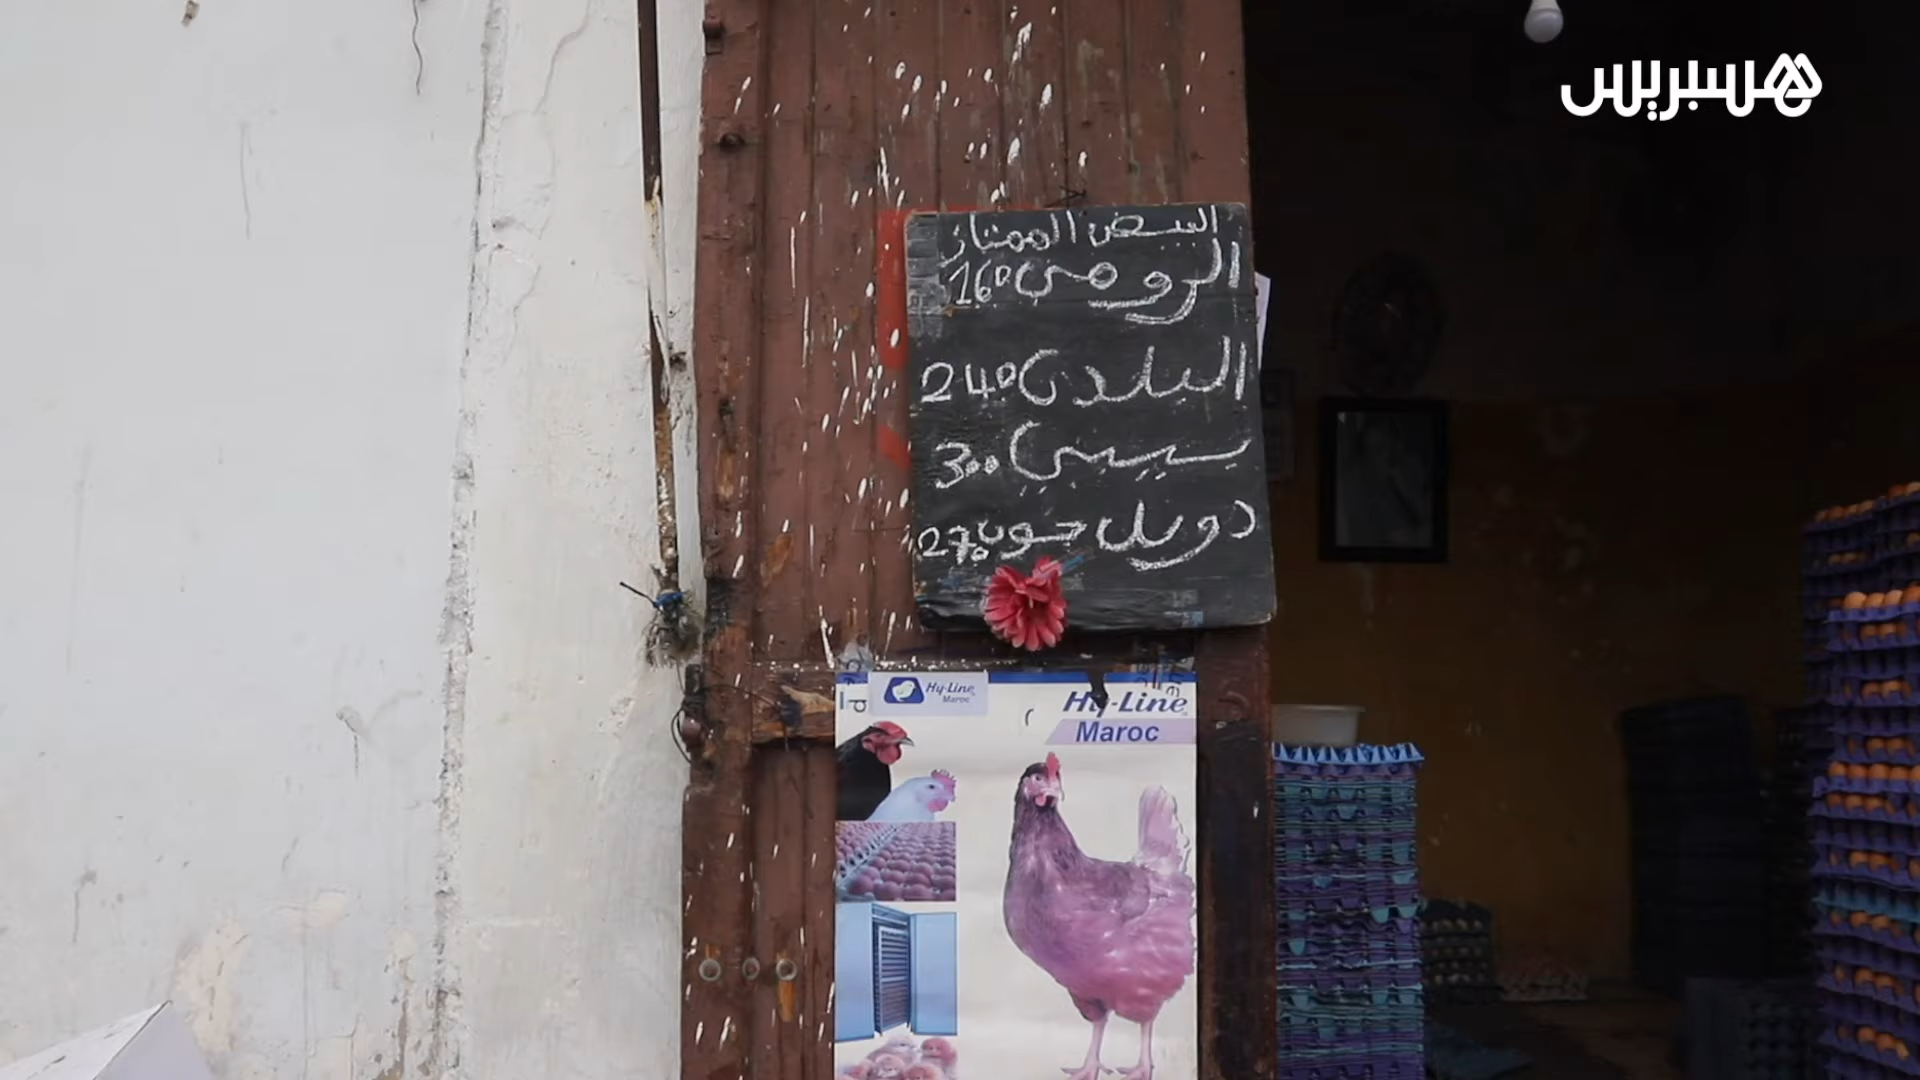 هسبريس
البيض الممتاز
الرومي 160
البلدي 240
بيبي 300
دوبل جون 270
Hy-Line
Maroc
Hy-Line
Maroc